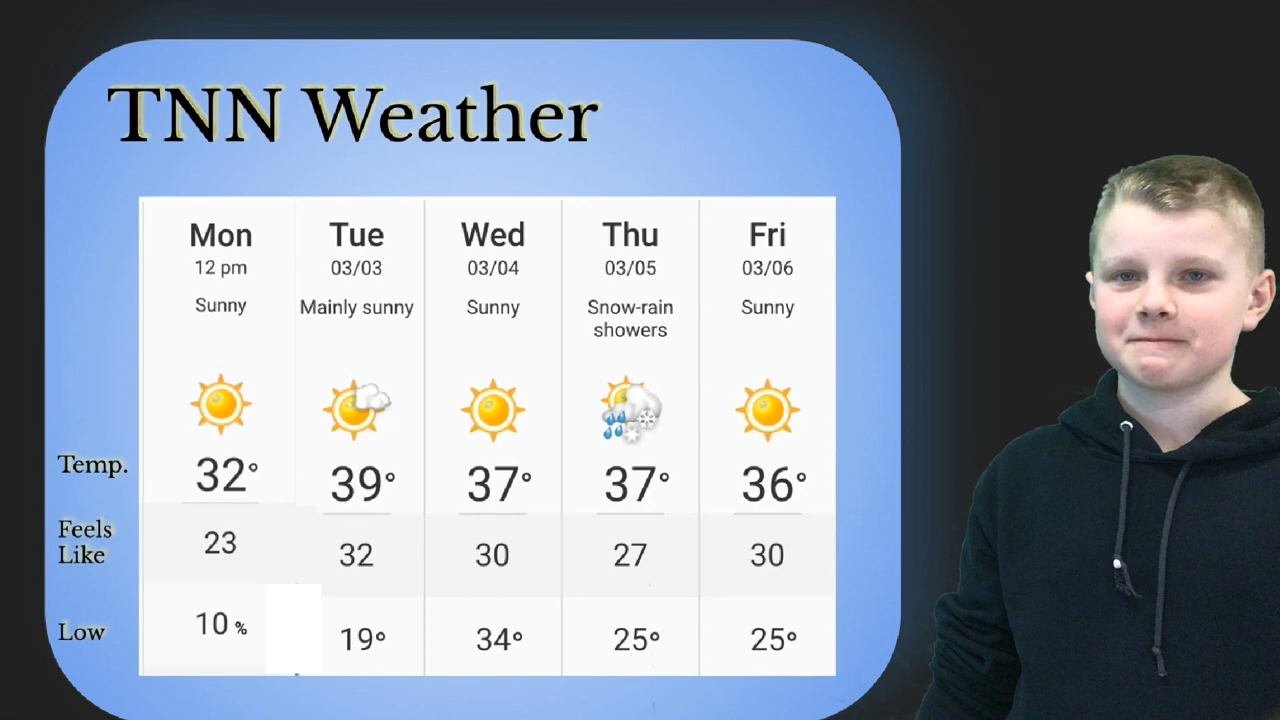 TNN Weather
Mon Tue Wed Thu Fri
12 pm 03/03 03/04 03/05 03/06
Sunny Mainly sunny Sunny Snow-rain showers Sunny
Temp. 32° 39° 37° 37° 36°
Feels Like 23 32 30 27 30
Low 10 % 19° 34° 25° 25°